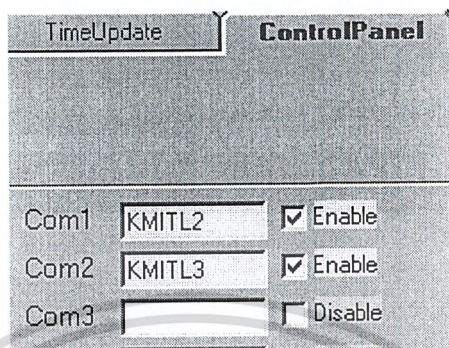 TimeUpdate ControlPanel
Com1 KMITL2 Enable
Com2 KMITL3 Enable
Com3 Disable